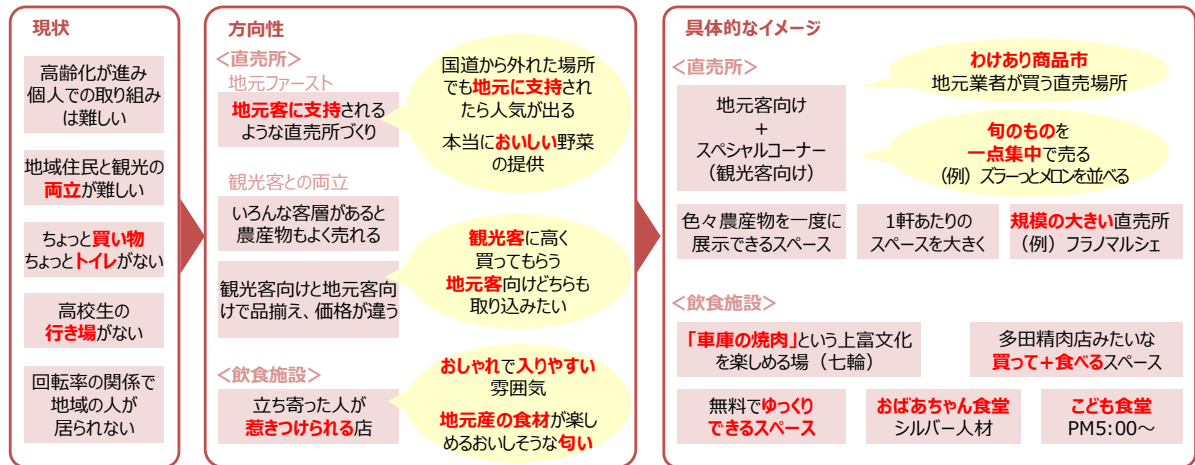 現状
高齢化が進み
個人での取り組み
は難しい
地域住民と観光の
両立が難しい
ちょっと買い物
ちょっとトイレがない
高校生の
行き場がない
回転率の関係で
地域の人が
居られない
方向性
＜直売所＞
地元ファースト
地元客に支持される
ような直売所づくり
国道から外れた場所
でも地元に支持され
たら人気が出る
本当においしい野菜
の提供
観光客との両立
いろんな客層があると
農産物もよく売れる
観光客向けと地元客向
けで品揃え、価格が違う
観光客に高く
買ってもらう
地元客向けどちらも
取り込みたい
＜飲食施設＞
立ち寄った人が
惹きつけられる店
おしゃれで入りやすい
雰囲気
地元産の食材が楽し
めるおいしそうな匂い
具体的なイメージ
＜直売所＞
地元客向け
+
スペシャルコーナー
（観光客向け）
わけあり商品市
地元業者が買う直売場所
旬のものを
一点集中で売る
（例）ズラーっとメロンを並べる
色々農産物を一度に
展示できるスペース
1軒あたりの
スペースを大きく
規模の大きい直売所
（例）フラノマルシェ
＜飲食施設＞
「車庫の焼肉」という上富文化
を楽しめる場（七輪）
多田精肉店みたいな
買って＋食べるスペース
無料でゆっくり
できるスペース
おばあちゃん食堂
シルバー人材
こども食堂
PM5:00～